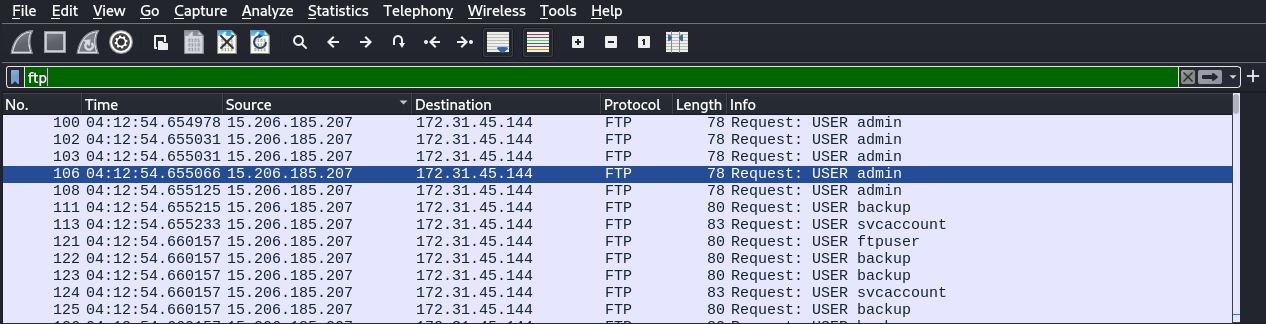 File Edit View Go Capture Analyze Statistics Telephony Wireless Tools Help
ftp
No. Time Source Destination Protocol Length Info
100 04:12:54.654978 15.206.185.207 172.31.45.144 FTP 78 Request: USER admin
102 04:12:54.655031 15.206.185.207 172.31.45.144 FTP 78 Request: USER admin
103 04:12:54.655031 15.206.185.207 172.31.45.144 FTP 78 Request: USER admin
106 04:12:54.655066 15.206.185.207 172.31.45.144 FTP 78 Request: USER admin
108 04:12:54.655125 15.206.185.207 172.31.45.144 FTP 78 Request: USER admin
111 04:12:54.655215 15.206.185.207 172.31.45.144 FTP 80 Request: USER backup
113 04:12:54.655233 15.206.185.207 172.31.45.144 FTP 83 Request: USER svcaccount
121 04:12:54.660157 15.206.185.207 172.31.45.144 FTP 80 Request: USER ftpuser
122 04:12:54.660157 15.206.185.207 172.31.45.144 FTP 80 Request: USER backup
123 04:12:54.660157 15.206.185.207 172.31.45.144 FTP 80 Request: USER backup
124 04:12:54.660157 15.206.185.207 172.31.45.144 FTP 83 Request: USER svcaccount
125 04:12:54.660157 15.206.185.207 172.31.45.144 FTP 80 Request: USER backup